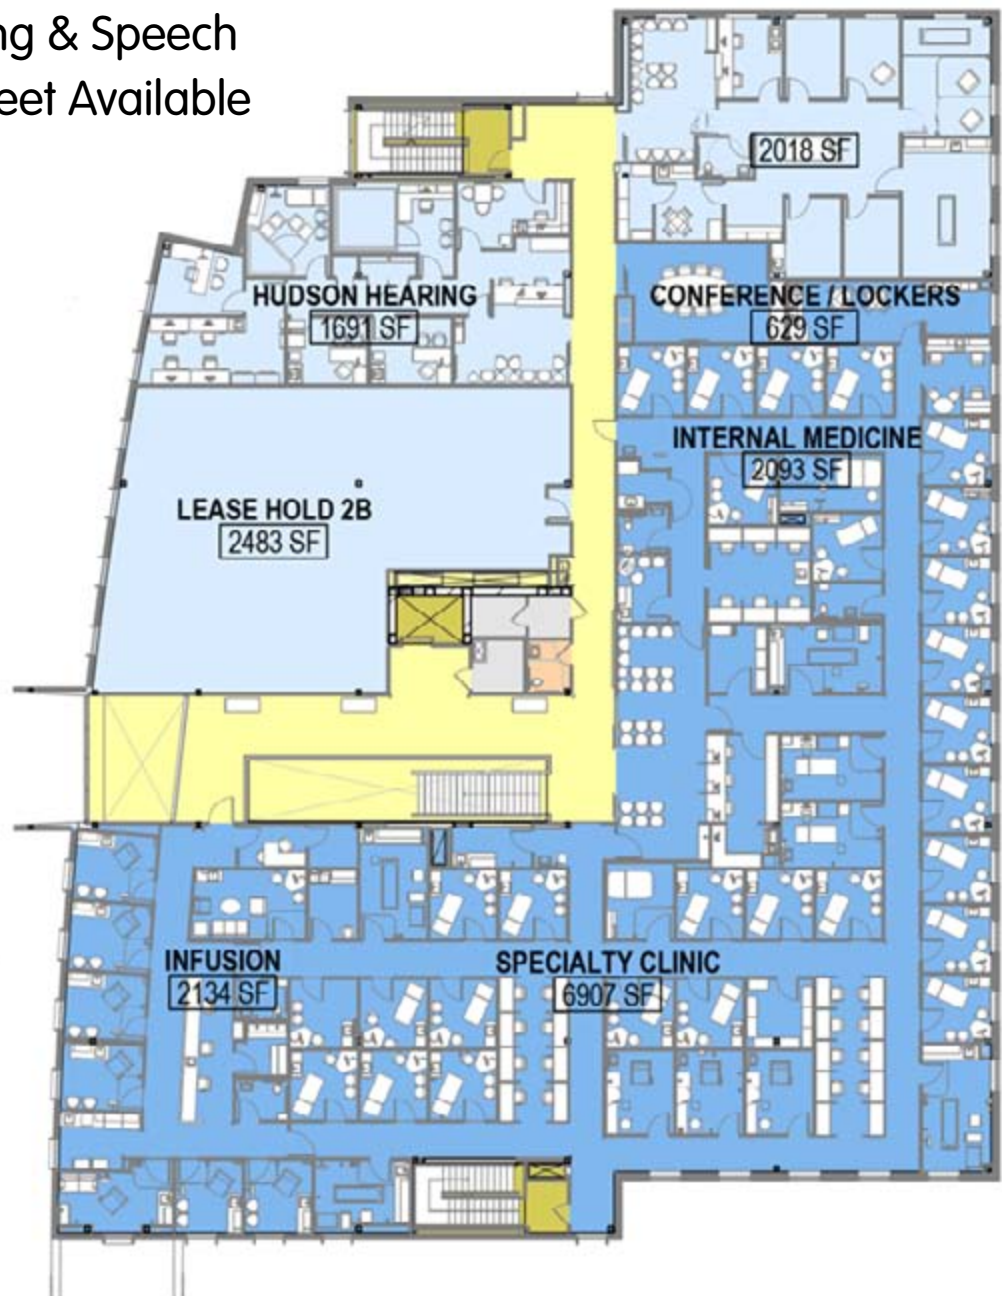 ng & Speech
eet Available
2018 SF
HUDSON HEARING
1691 SF
CONFERENCE / LOCKERS
629 SF
INTERNAL MEDICINE
2093 SF
LEASE HOLD 2B
2483 SF
INFUSION
2134 SF
SPECIALTY CLINIC
6907 SF